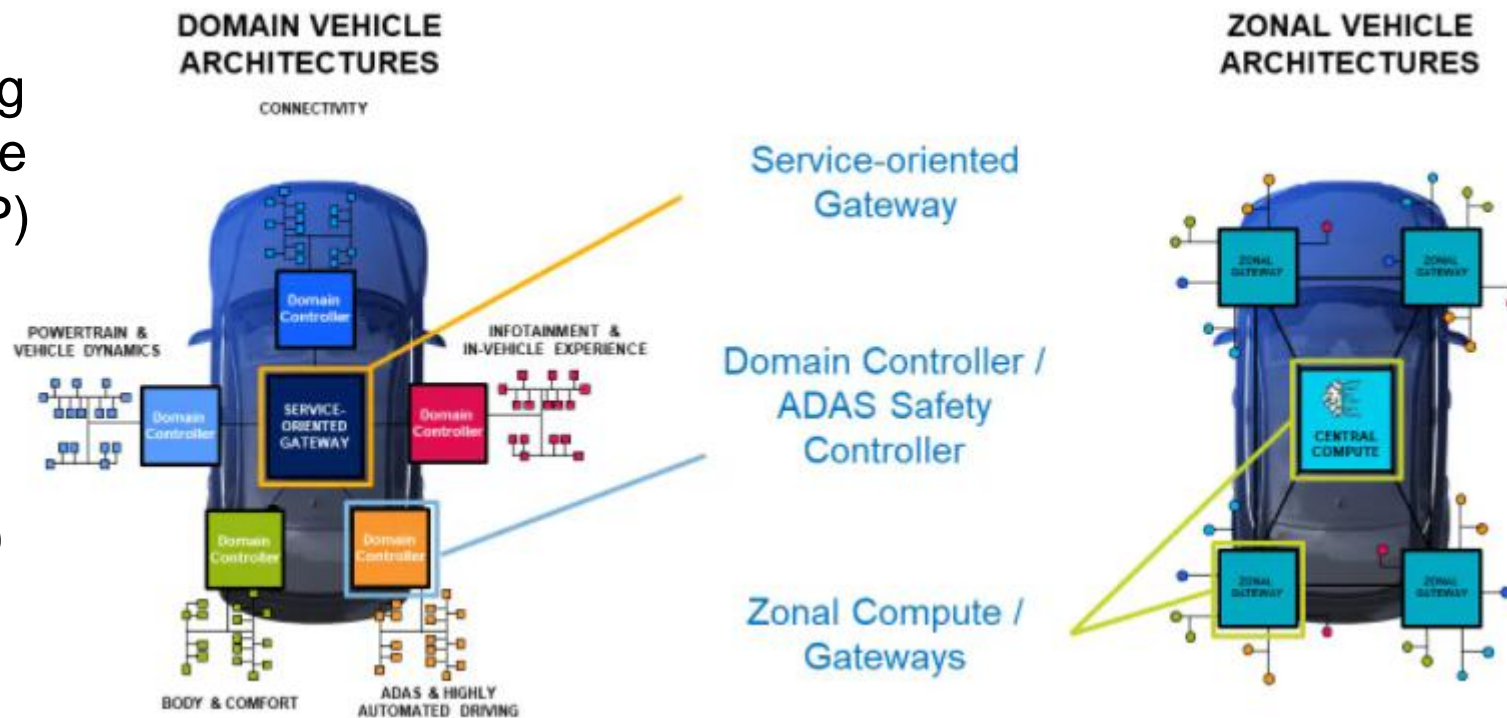 g
e
P)
)
DOMAIN VEHICLE
ARCHITECTURES
CONNECTIVITY
Domain
Controller
POWERTRAIN &
VEHICLE DYNAMICS
INFOTAINMENT &
IN-VEHICLE EXPERIENCE
Domain
Controller
SERVICE-
ORIENTED
GATEWAY
Domain
Controller
Domain
Controller
Domain
Controller
BODY & COMFORT
ADAS & HIGHLY
AUTOMATED DRIVING
Service-oriented
Gateway
Domain Controller /
ADAS Safety
Controller
Zonal Compute /
Gateways
ZONAL VEHICLE
ARCHITECTURES
ZONAL
GATEWAY
ZONAL
GATEWAY
CENTRAL
COMPUTE
ZONAL
GATEWAY
ZONAL
GATEWAY